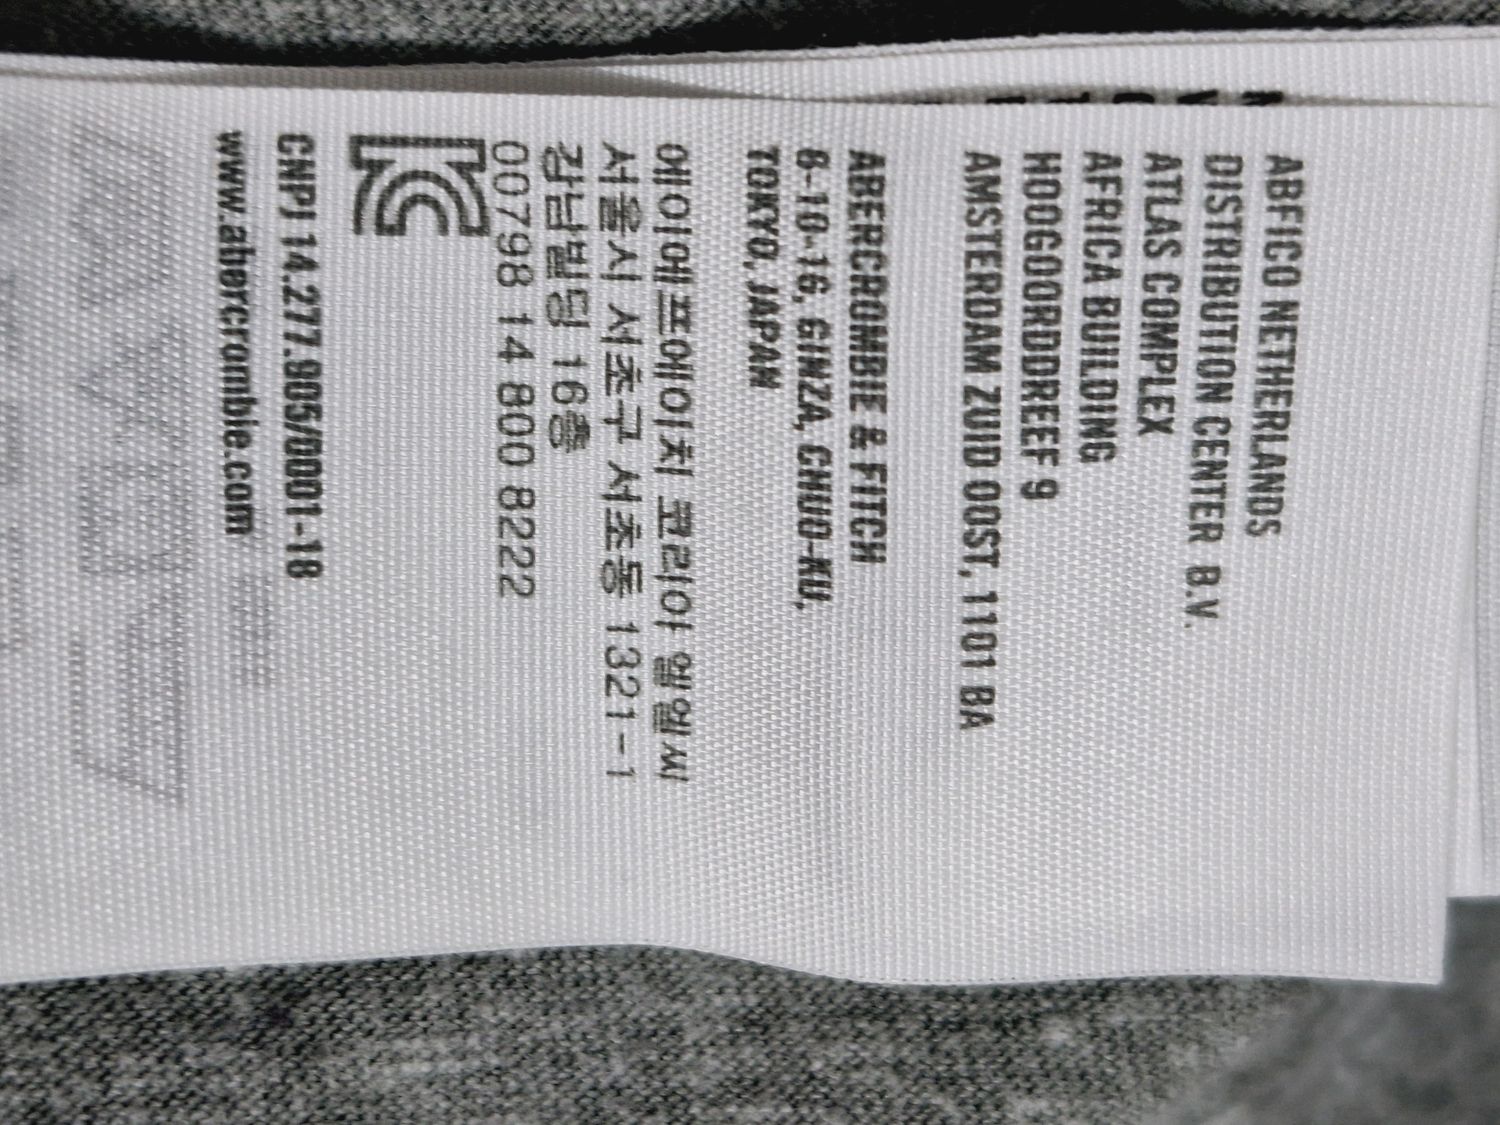 ABFICO NETHERLANDS
DISTRIBUTION CENTER B.V.
ATLAS COMPLEX
AFRICA BUILDING
HOOGOORDDREEF 9
AMSTERDAM ZUID OOST, 1101 BA
ABERCROMBIE & FITCH
6-10-16, GINZA, CHUO-KU,
TOKYO, JAPAN
에이에프에이치 코리아 엘엘씨
서울시 서초구 서초동 1321-1
강남빌딩 16층
00798 14 800 8222
KC
CNPJ 14.277.905/0001-18
www.abercrombie.com